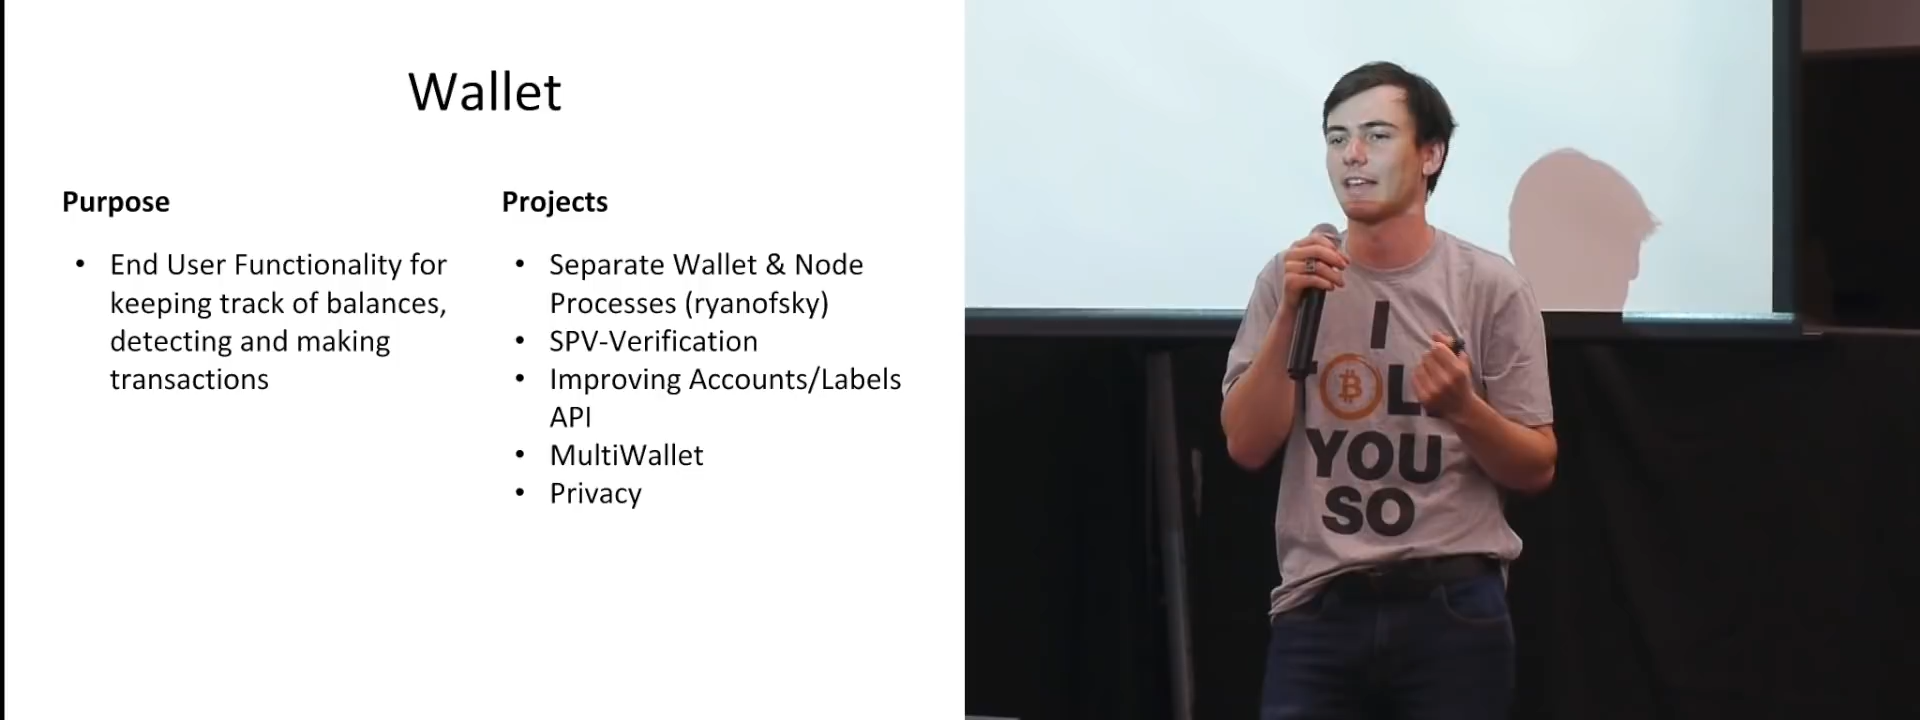 Wallet
Purpose
• End User Functionality for
keeping track of balances,
detecting and making
transactions
Projects
• Separate Wallet & Node
Processes (ryanofsky)
• SPV-Verification
• Improving Accounts/Labels
API
• MultiWallet
• Privacy
I
YOU
SO